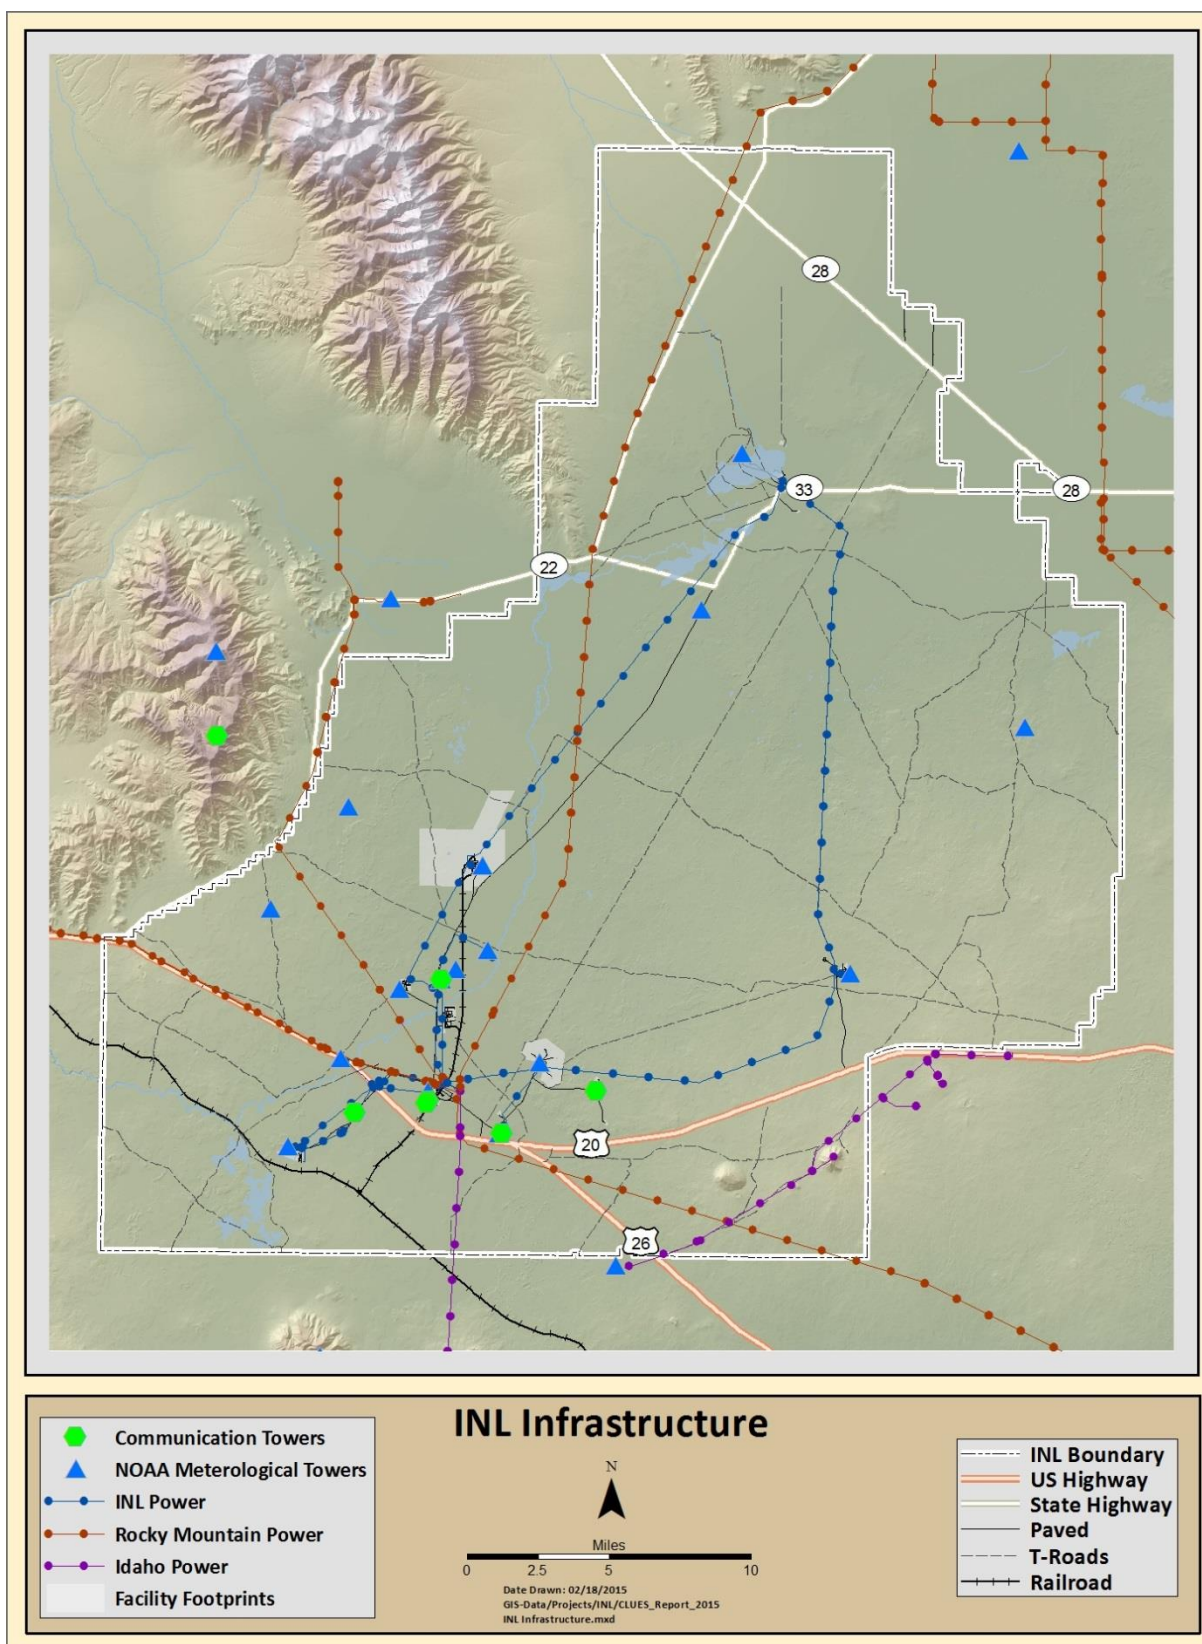 28
33
28
22
20
26
INL Infrastructure
Communication Towers
NOAA Meterological Towers
INL Power
Rocky Mountain Power
Idaho Power
Facility Footprints
N
Miles
0 2.5 5 10
Date Drawn: 02/18/2015
GIS-Data/Projects/INL/CLUES_Report_2015
INL Infrastructure.mxd
INL Boundary
US Highway
State Highway
Paved
T-Roads
Railroad